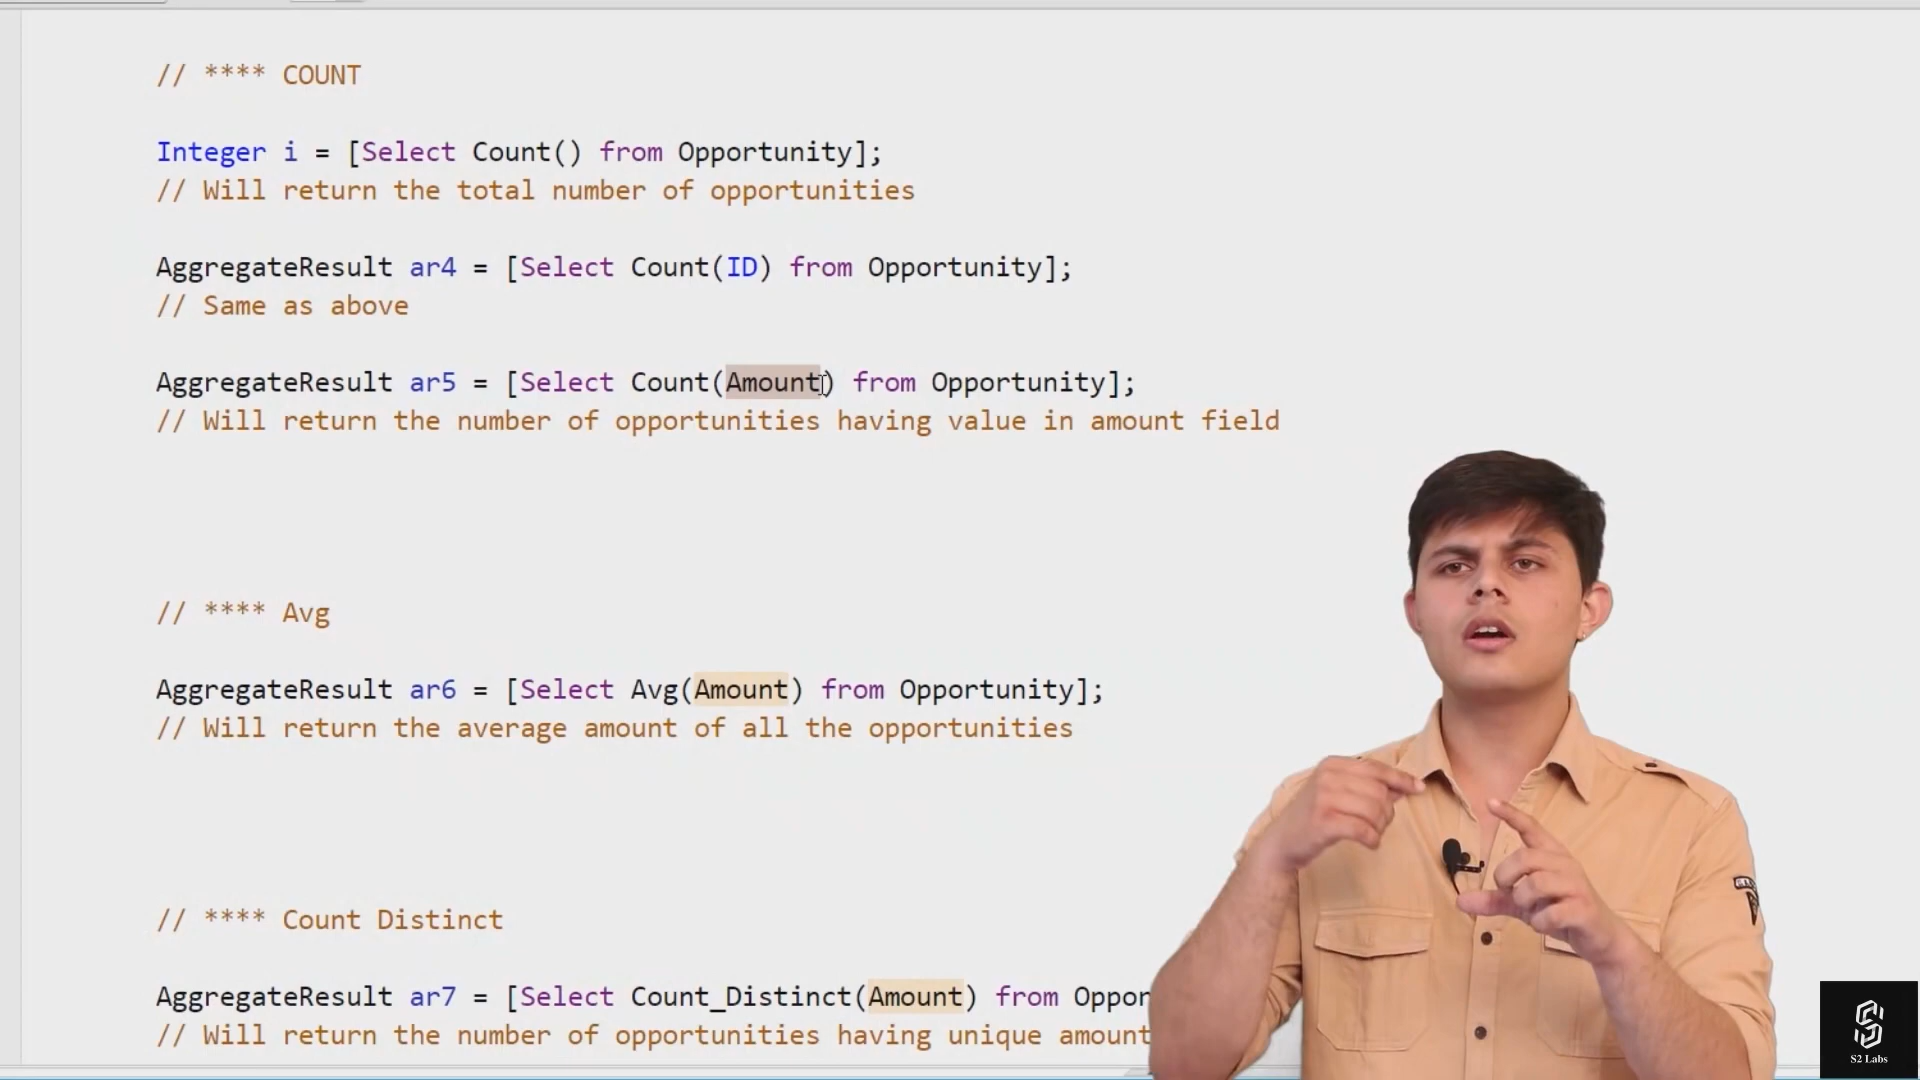 // **** COUNT
Integer i = [Select Count() from Opportunity];
// Will return the total number of opportunities
AggregateResult ar4 = [Select Count(ID) from Opportunity];
// Same as above
AggregateResult ar5 = [Select Count(Amount) from Opportunity];
// Will return the number of opportunities having value in amount field
// **** Avg
AggregateResult ar6 = [Select Avg(Amount) from Opportunity];
// Will return the average amount of all the opportunities
// **** Count Distinct
AggregateResult ar7 = [Select Count_Distinct(Amount) from Oppor
// Will return the number of opportunities having unique amount
S2 Labs